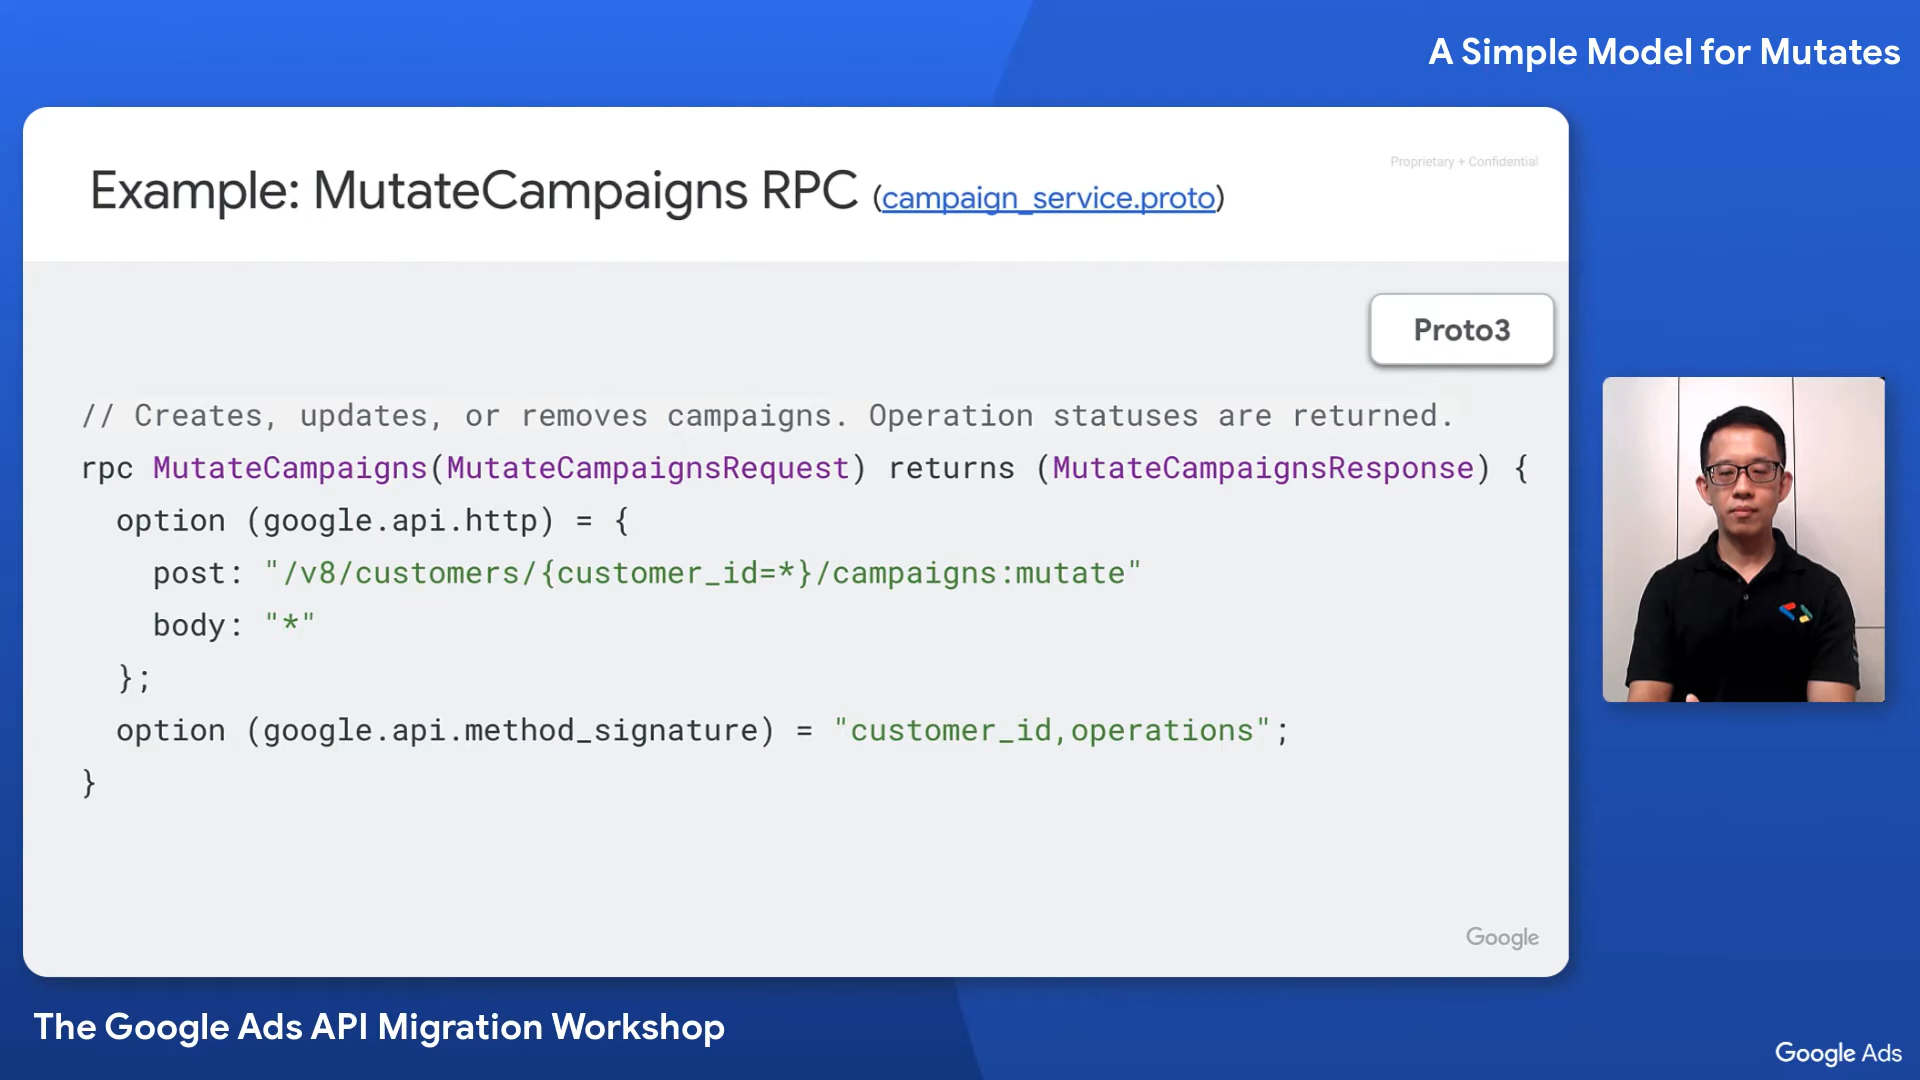 A Simple Model for Mutates
Example: MutateCampaigns RPC (campaign_service.proto)
Proprietary + Confidential
Proto3
// Creates, updates, or removes campaigns. Operation statuses are returned.
rpc MutateCampaigns(MutateCampaignsRequest) returns (MutateCampaignsResponse) {
  option (google.api.http) = {
    post: "/v8/customers/{customer_id=*}/campaigns:mutate"
    body: "*"
  };
  option (google.api.method_signature) = "customer_id,operations";
}
Google
The Google Ads API Migration Workshop
Google Ads